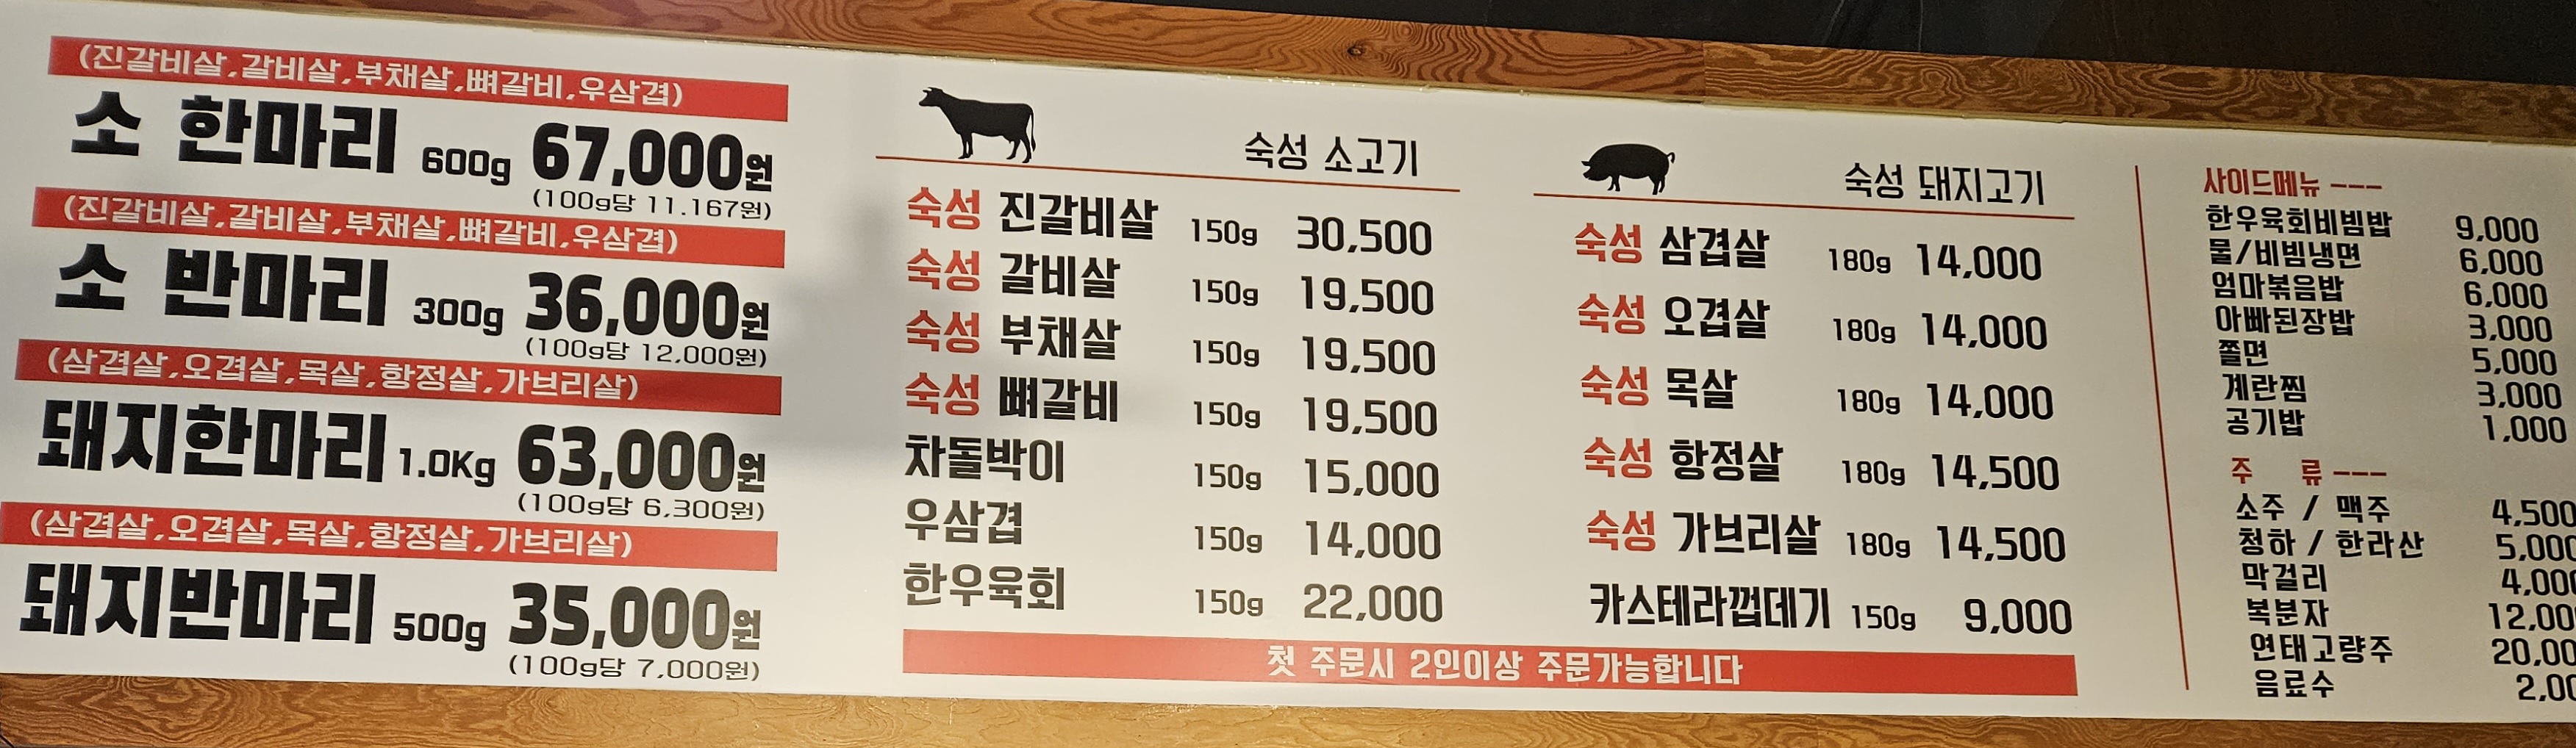 (진갈비살,갈비살,부채살,뼈갈비,우삼겹)
소 한마리 600g 67,000원
(100g당 11.167원)
(진갈비살,갈비살,부채살,뼈갈비,우삼겹)
소 반마리 300g 36,000원
(100g당 12,000원)
(삼겹살,오겹살,목살,항정살,가브리살)
돼지한마리 1.0Kg 63,000원
(100g당 6,300원)
(삼겹살,오겹살,목살,항정살,가브리살)
돼지반마리 500g 35,000원
(100g당 7,000원)
숙성 소고기
숙성 진갈비살 150g 30,500
숙성 갈비살 150g 19,500
숙성 부채살 150g 19,500
숙성 뼈갈비 150g 19,500
차돌박이 150g 15,000
우삼겹 150g 14,000
한우육회 150g 22,000
숙성 돼지고기
숙성 삼겹살 180g 14,000
숙성 오겹살 180g 14,000
숙성 목살 180g 14,000
숙성 항정살 180g 14,500
숙성 가브리살 180g 14,500
카스테라껍데기 150g 9,000
첫 주문시 2인이상 주문가능합니다
사이드메뉴 ---
한우육회비빔밥 9,000
물/비빔냉면 6,000
엄마볶음밥 6,000
아빠된장밥 3,000
쫄면 5,000
계란찜 3,000
공기밥 1,000
주 류 ---
소주 / 맥주 4,500
청하 / 한라산 5,000
막걸리 4,000
복분자 12,00
연태고량주 20,00
음료수 2,00